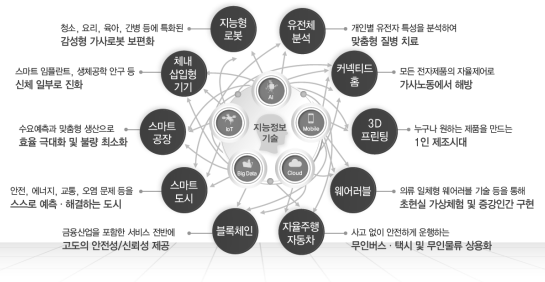 청소, 요리, 육아, 간병 등에 특화된
감성형 가사로봇 보편화
지능형
로봇
유전체
분석
개인별 유전자 특성을 분석하여
맞춤형 질병 치료
스마트 임플란트, 생체공학 안구 등
신체 일부로 진화
체내
삽입형
기기
커넥티드
홈
모든 전자제품의 자율제어로
가사노동에서 해방
수요예측과 맞춤형 생산으로
효율 극대화 및 불량 최소화
스마트
공장
AI
IoT
지능정보
기술
Mobile
Big Data
Cloud
3D
프린팅
누구나 원하는 제품을 만드는
1인 제조시대
안전, 에너지, 교통, 오염 문제 등을
스스로 예측·해결하는 도시
스마트
도시
웨어러블
의류 일체형 웨어러블 기술 등을 통해
초현실 가상체험 및 증강인간 구현
금융산업을 포함한 서비스 전반에
고도의 안전성/신뢰성 제공
블록체인
자율주행
자동차
사고 없이 안전하게 운행하는
무인버스·택시 및 무인물류 상용화